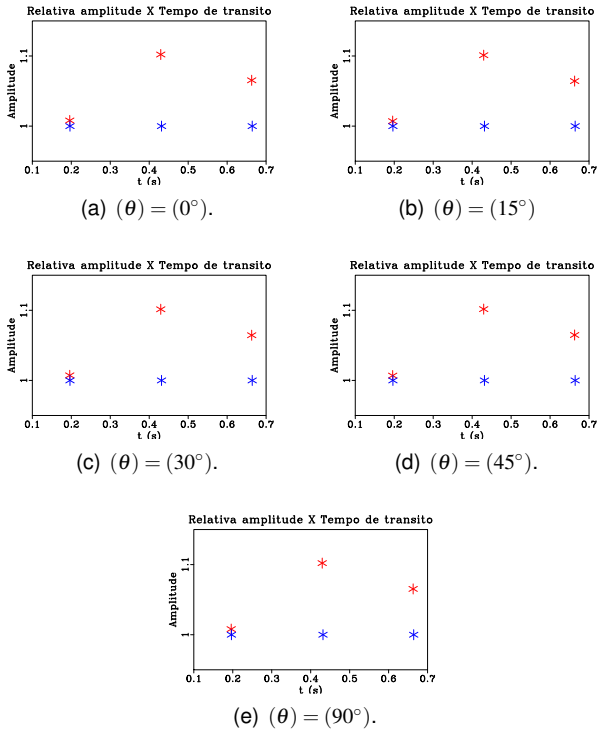 Relativa amplitude X Tempo de transito
Amplitude
1.1
1
0.1 0.2 0.3 0.4 0.5 0.6 0.7
t (s)
(a) (θ) = (0°).
Relativa amplitude X Tempo de transito
Amplitude
1.1
1
0.1 0.2 0.3 0.4 0.5 0.6 0.7
t (s)
(b) (θ) = (15°)
Relativa amplitude X Tempo de transito
Amplitude
1.1
1
0.1 0.2 0.3 0.4 0.5 0.6 0.7
t (s)
(c) (θ) = (30°).
Relativa amplitude X Tempo de transito
Amplitude
1.1
1
0.1 0.2 0.3 0.4 0.5 0.6 0.7
t (s)
(d) (θ) = (45°).
Relativa amplitude X Tempo de transito
Amplitude
1.1
1
0.1 0.2 0.3 0.4 0.5 0.6 0.7
t (s)
(e) (θ) = (90°).